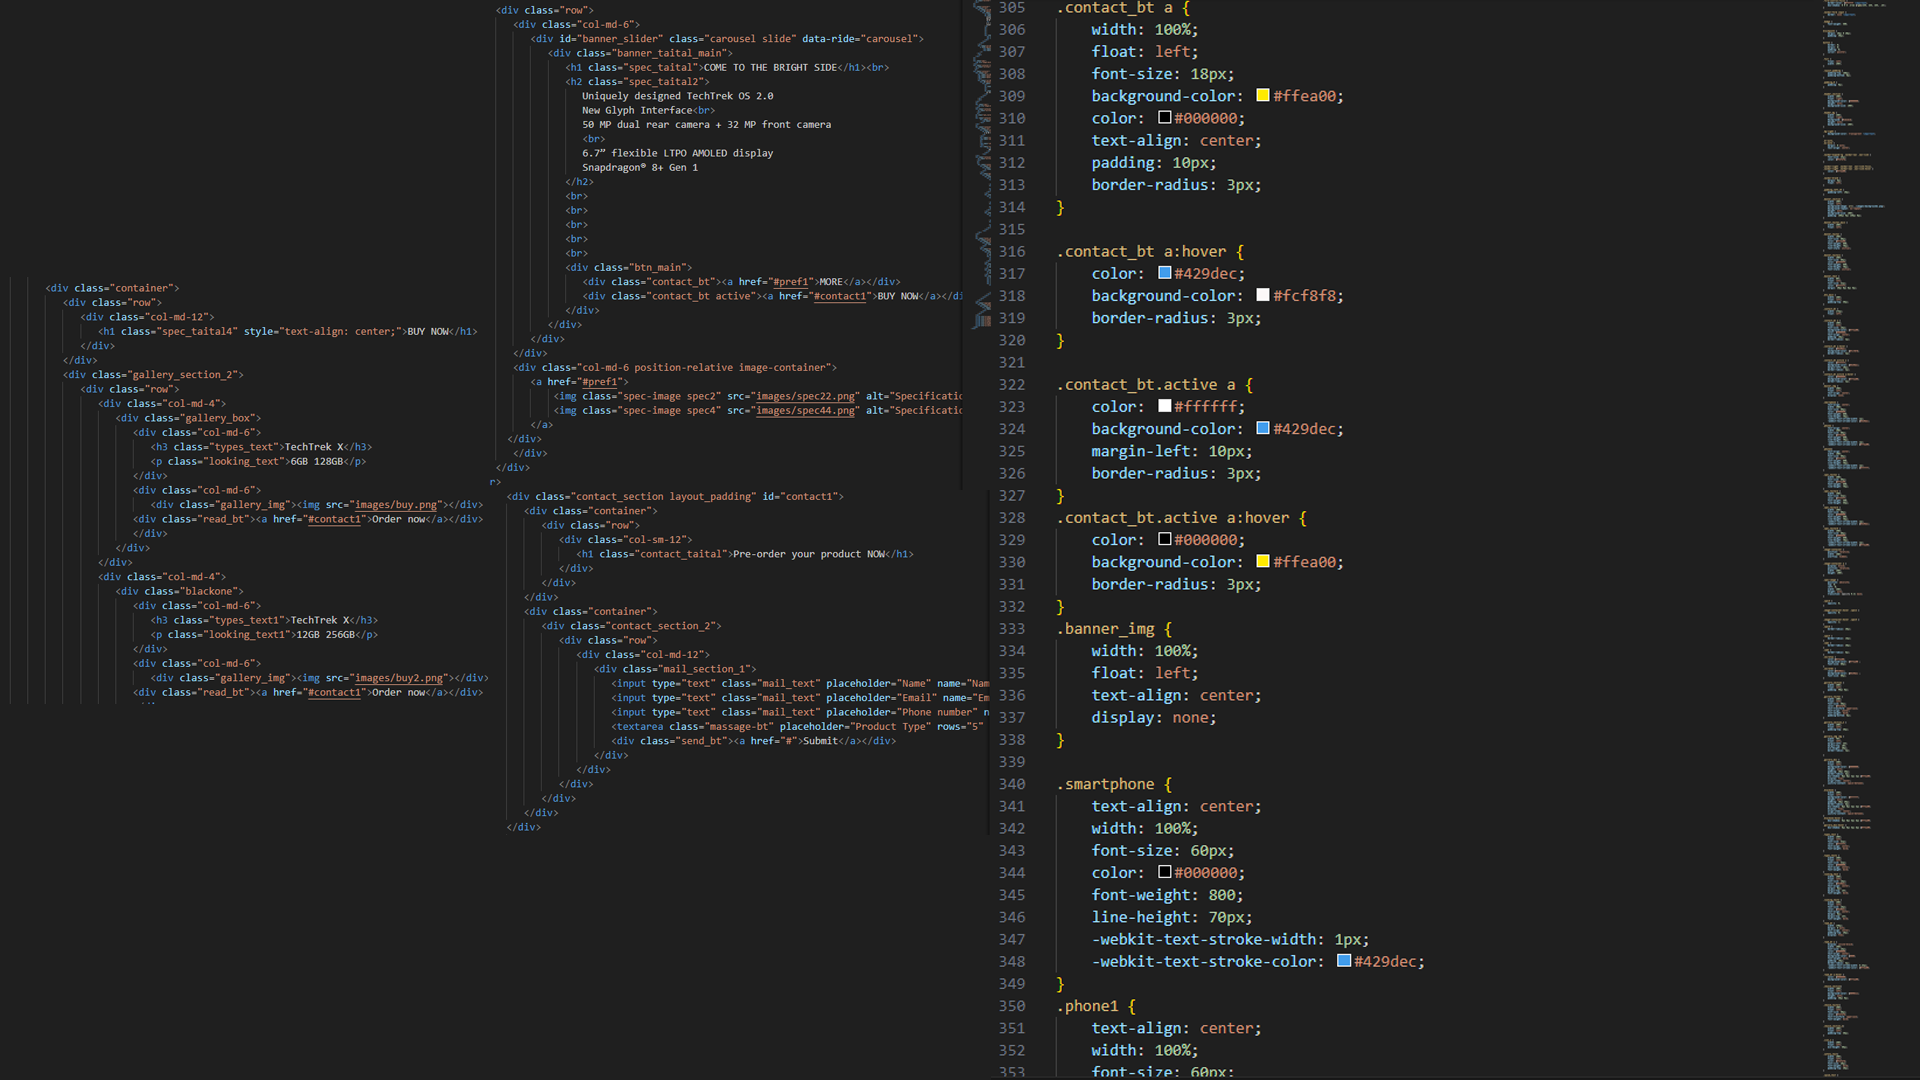 <div class="container">
<div class="row">
<div class="col-md-12">
<h1 class="spec_taital4" style="text-align: center;">BUY NOW</h1>
</div>
</div>
<div class="gallery_section_2">
<div class="row">
<div class="col-md-4">
<div class="gallery_box">
<div class="col-md-6">
<h3 class="types_text">TechTrek X</h3>
<p class="looking_text">6GB 128GB</p>
</div>
<div class="col-md-6">
<div class="gallery_img"><img src="images/buy.png"></div>
<div class="read_bt"><a href="#contact1">Order now</a></div>
</div>
</div>
</div>
<div class="col-md-4">
<div class="blackone">
<div class="col-md-6">
<h3 class="types_text1">TechTrek X</h3>
<p class="looking_text1">12GB 256GB</p>
</div>
<div class="col-md-6">
<div class="gallery_img"><img src="images/buy2.png"></div>
<div class="read_bt"><a href="#contact1">Order now</a></div>
<div class="row">
<div class="col-md-6">
<div id="banner_slider" class="carousel slide" data-ride="carousel">
<div class="banner_taital_main">
<h1 class="spec_taital">COME TO THE BRIGHT SIDE</h1><br>
<h2 class="spec_taital2">
Uniquely designed TechTrek OS 2.0
New Glyph Interface<br>
50 MP dual rear camera + 32 MP front camera
<br>
6.7” flexible LTPO AMOLED display
Snapdragon® 8+ Gen 1
</h2>
<br>
<br>
<br>
<br>
<br>
<div class="btn_main">
<div class="contact_bt"><a href="#pref1">MORE</a></div>
<div class="contact_bt active"><a href="#contact1">BUY NOW</a></di
</div>
</div>
</div>
</div>
<div class="col-md-6 position-relative image-container">
<a href="#pref1">
<img class="spec-image spec2" src="images/spec22.png" alt="Specificatio
<img class="spec-image spec4" src="images/spec44.png" alt="Specificatio
</a>
</div>
</div>
</div>
r>
<div class="contact_section layout_padding" id="contact1">
<div class="container">
<div class="row">
<div class="col-sm-12">
<h1 class="contact_taital">Pre-order your product NOW</h1>
</div>
</div>
</div>
<div class="container">
<div class="contact_section_2">
<div class="row">
<div class="col-md-12">
<div class="mail_section_1">
<input type="text" class="mail_text" placeholder="Name" name="Nam
<input type="text" class="mail_text" placeholder="Email" name="Em
<input type="text" class="mail_text" placeholder="Phone number" n
<textarea class="massage-bt" placeholder="Product Type" rows="5"
<div class="send_bt"><a href="#">Submit</a></div>
</div>
</div>
</div>
</div>
</div>
</div>
305 .contact_bt a {
306 width: 100%;
307 float: left;
308 font-size: 18px;
309 background-color: #ffea00;
310 color: #000000;
311 text-align: center;
312 padding: 10px;
313 border-radius: 3px;
314 }
315
316 .contact_bt a:hover {
317 color: #429dec;
318 background-color: #fcf8f8;
319 border-radius: 3px;
320 }
321
322 .contact_bt.active a {
323 color: #ffffff;
324 background-color: #429dec;
325 margin-left: 10px;
326 border-radius: 3px;
327 }
328 .contact_bt.active a:hover {
329 color: #000000;
330 background-color: #ffea00;
331 border-radius: 3px;
332 }
333 .banner_img {
334 width: 100%;
335 float: left;
336 text-align: center;
337 display: none;
338 }
339
340 .smartphone {
341 text-align: center;
342 width: 100%;
343 font-size: 60px;
344 color: #000000;
345 font-weight: 800;
346 line-height: 70px;
347 -webkit-text-stroke-width: 1px;
348 -webkit-text-stroke-color: #429dec;
349 }
350 .phone1 {
351 text-align: center;
352 width: 100%;
353 font-size: 60px;